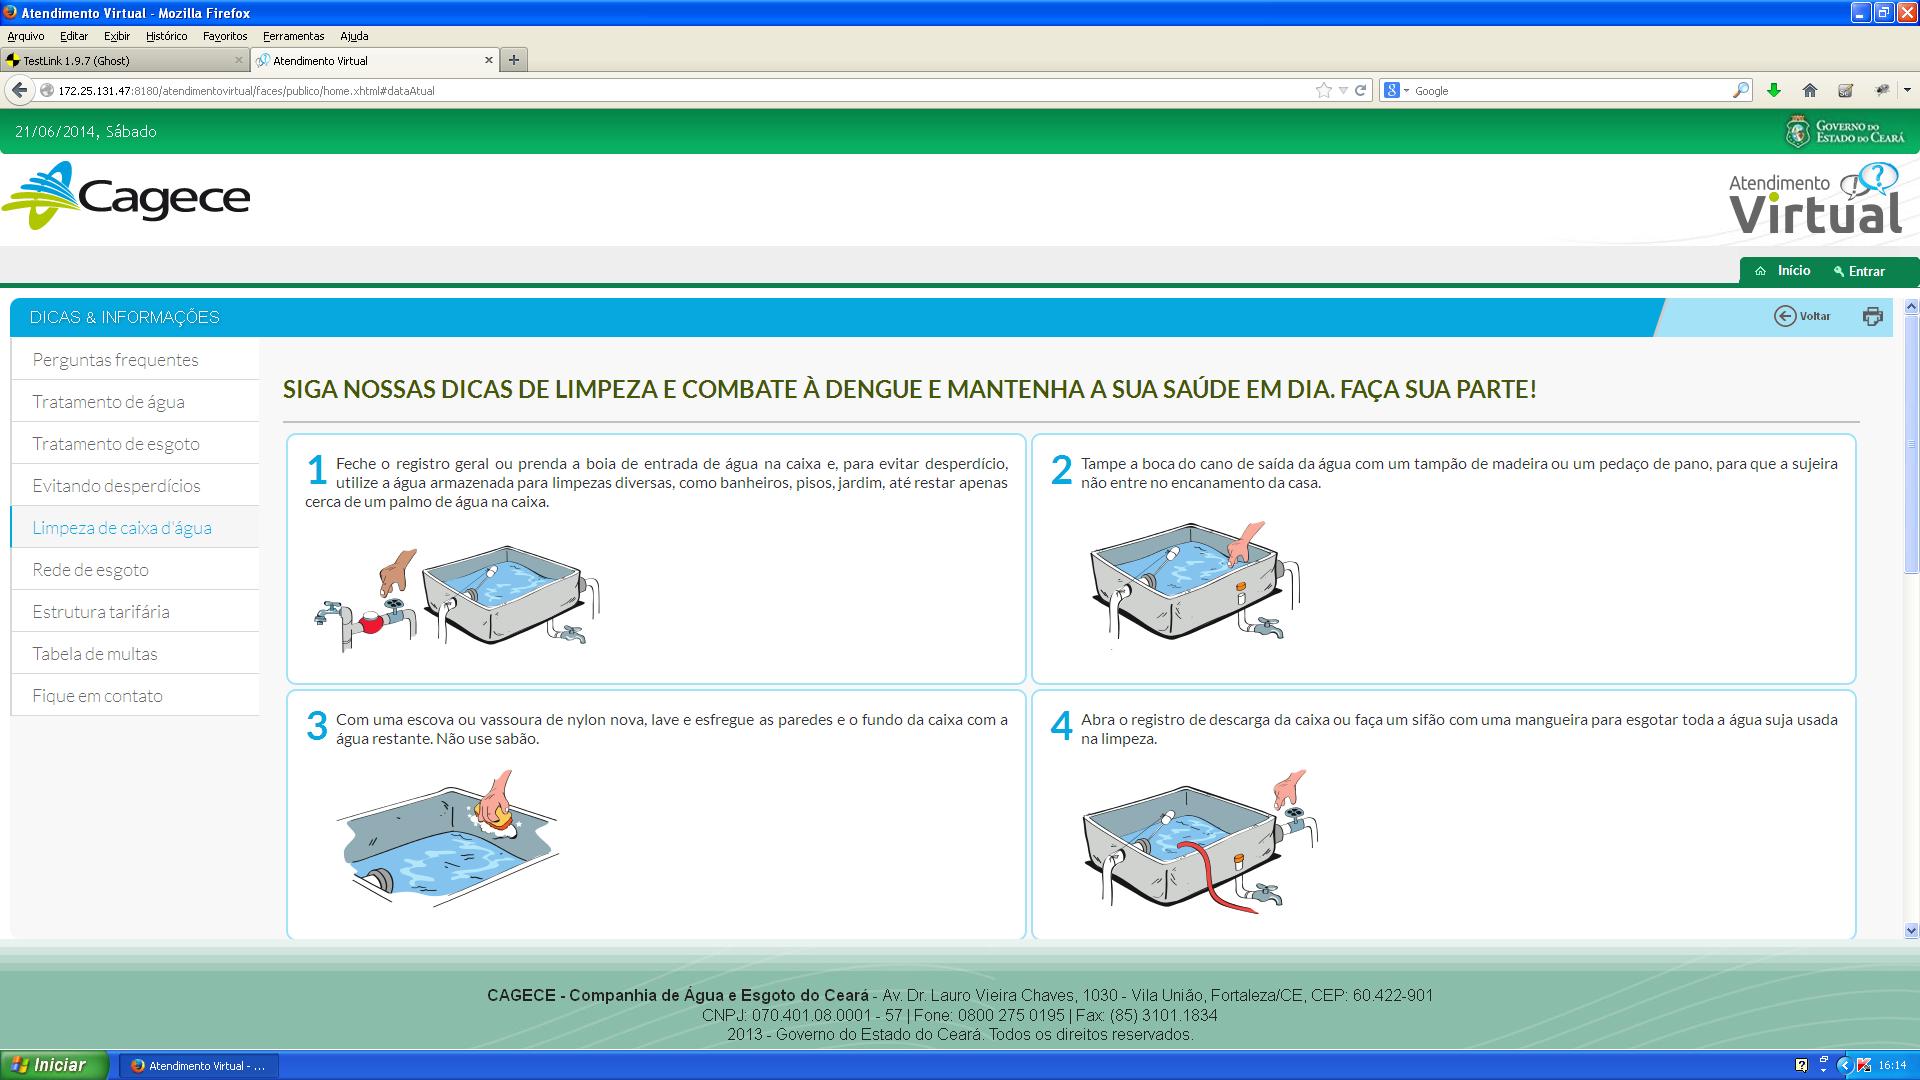 Atendimento Virtual - Mozilla Firefox
Arquivo Editar Exibir Histórico Favoritos Ferramentas Ajuda
TestLink 1.9.7 (Ghost)
Atendimento Virtual
172.25.131.47:8180/atendimentovirtual/faces/publico/home.xhtml#dataAtual
Google
21/06/2014, Sábado
GOVERNO DO
ESTADO DO CEARÁ
Cagece
Atendimento
Virtual
Início
Entrar
DICAS & INFORMAÇÕES
Voltar
Perguntas frequentes
Tratamento de água
Tratamento de esgoto
Evitando desperdícios
Limpeza de caixa d'água
Rede de esgoto
Estrutura tarifária
Tabela de multas
Fique em contato
SIGA NOSSAS DICAS DE LIMPEZA E COMBATE À DENGUE E MANTENHA A SUA SAÚDE EM DIA. FAÇA SUA PARTE!
1 Feche o registro geral ou prenda a boia de entrada de água na caixa e, para evitar desperdício,
utilize a água armazenada para limpezas diversas, como banheiros, pisos, jardim, até restar apenas
cerca de um palmo de água na caixa.
2 Tampe a boca do cano de saída da água com um tampão de madeira ou um pedaço de pano, para que a sujeira
não entre no encanamento da casa.
3 Com uma escova ou vassoura de nylon nova, lave e esfregue as paredes e o fundo da caixa com a
água restante. Não use sabão.
4 Abra o registro de descarga da caixa ou faça um sifão com uma mangueira para esgotar toda a água suja usada
na limpeza.
CAGECE - Companhia de Água e Esgoto do Ceará - Av. Dr. Lauro Vieira Chaves, 1030 - Vila União, Fortaleza/CE, CEP: 60.422-901
CNPJ: 070.401.08.0001 - 57 | Fone: 0800 275 0195 | Fax: (85) 3101.1834
2013 - Governo do Estado do Ceará. Todos os direitos reservados.
Iniciar
Atendimento Virtual - ...
16:14